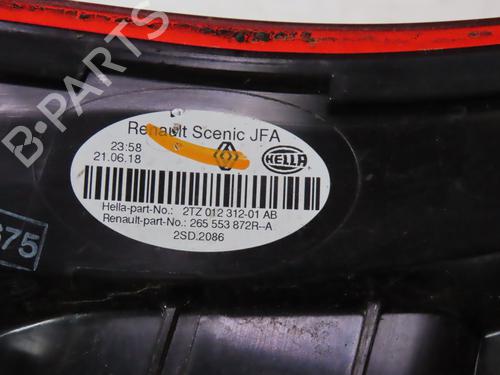 Renault Scenic JFA
23:58
21.06.18
HELLA
Hella-part-No.: 2TZ 012 312-01 AB
Renault-part-No.: 265 553 872R--A
2SD.2086
675
B-PARTS